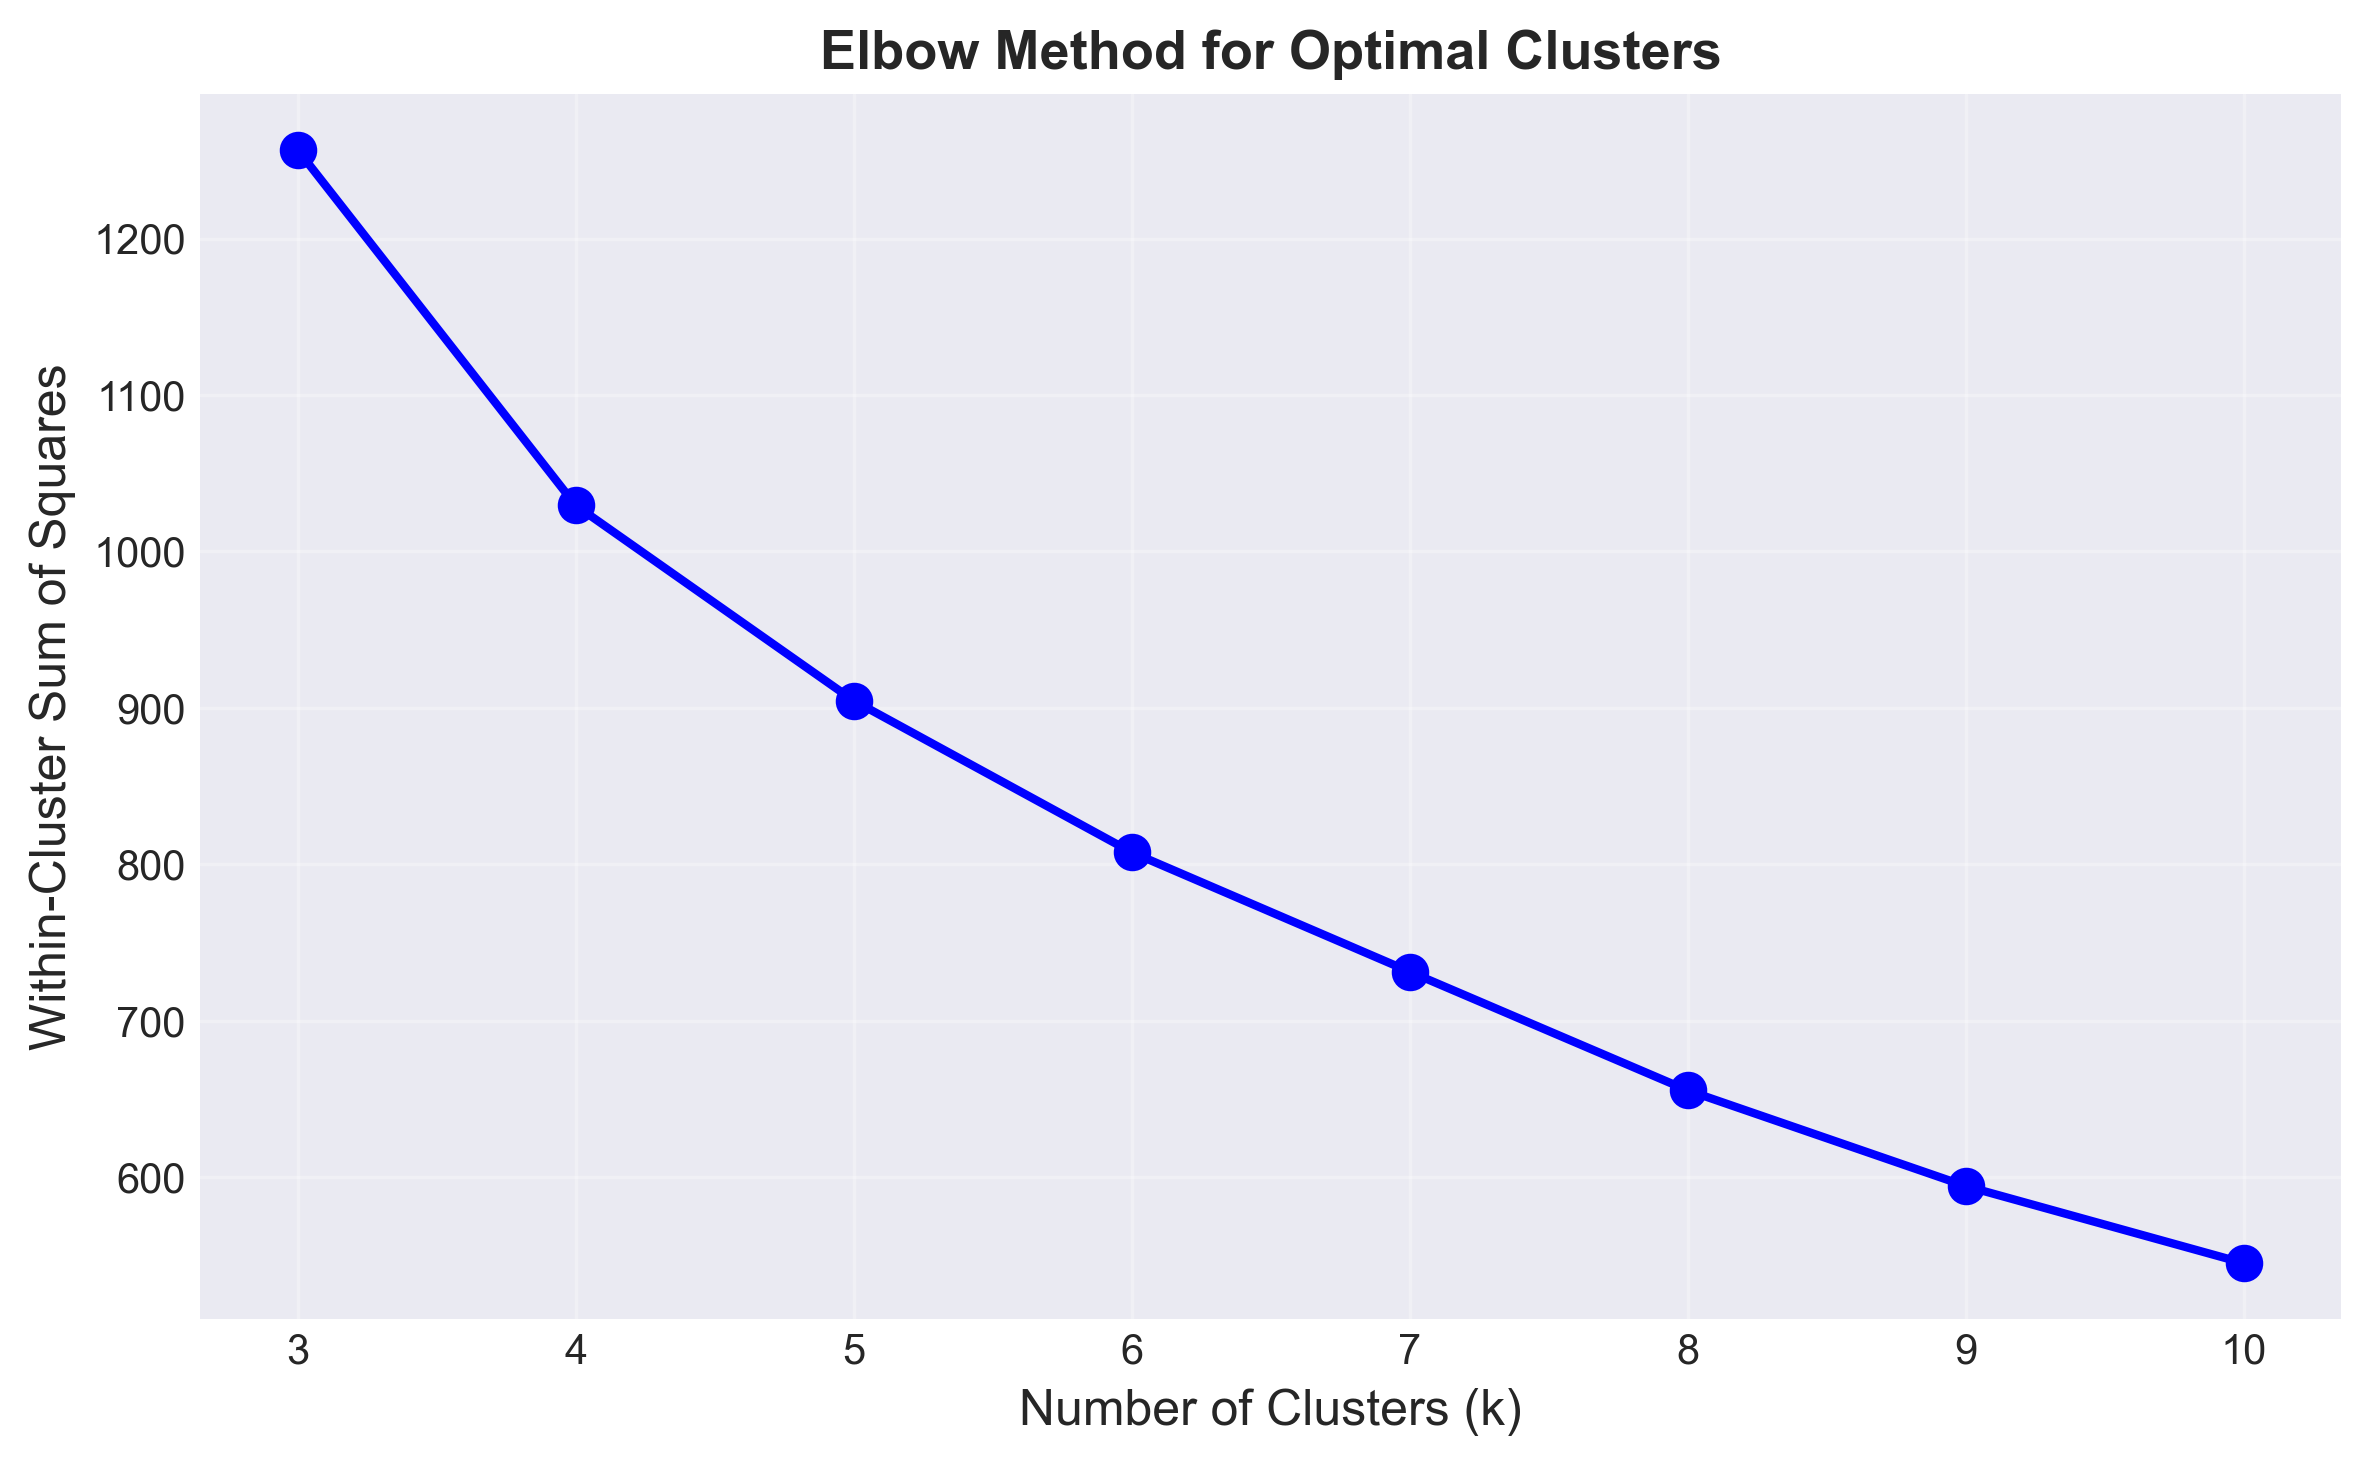 Elbow Method for Optimal Clusters
Within-Cluster Sum of Squares
1200
1100
1000
900
800
700
600
3 4 5 6 7 8 9 10
Number of Clusters (k)